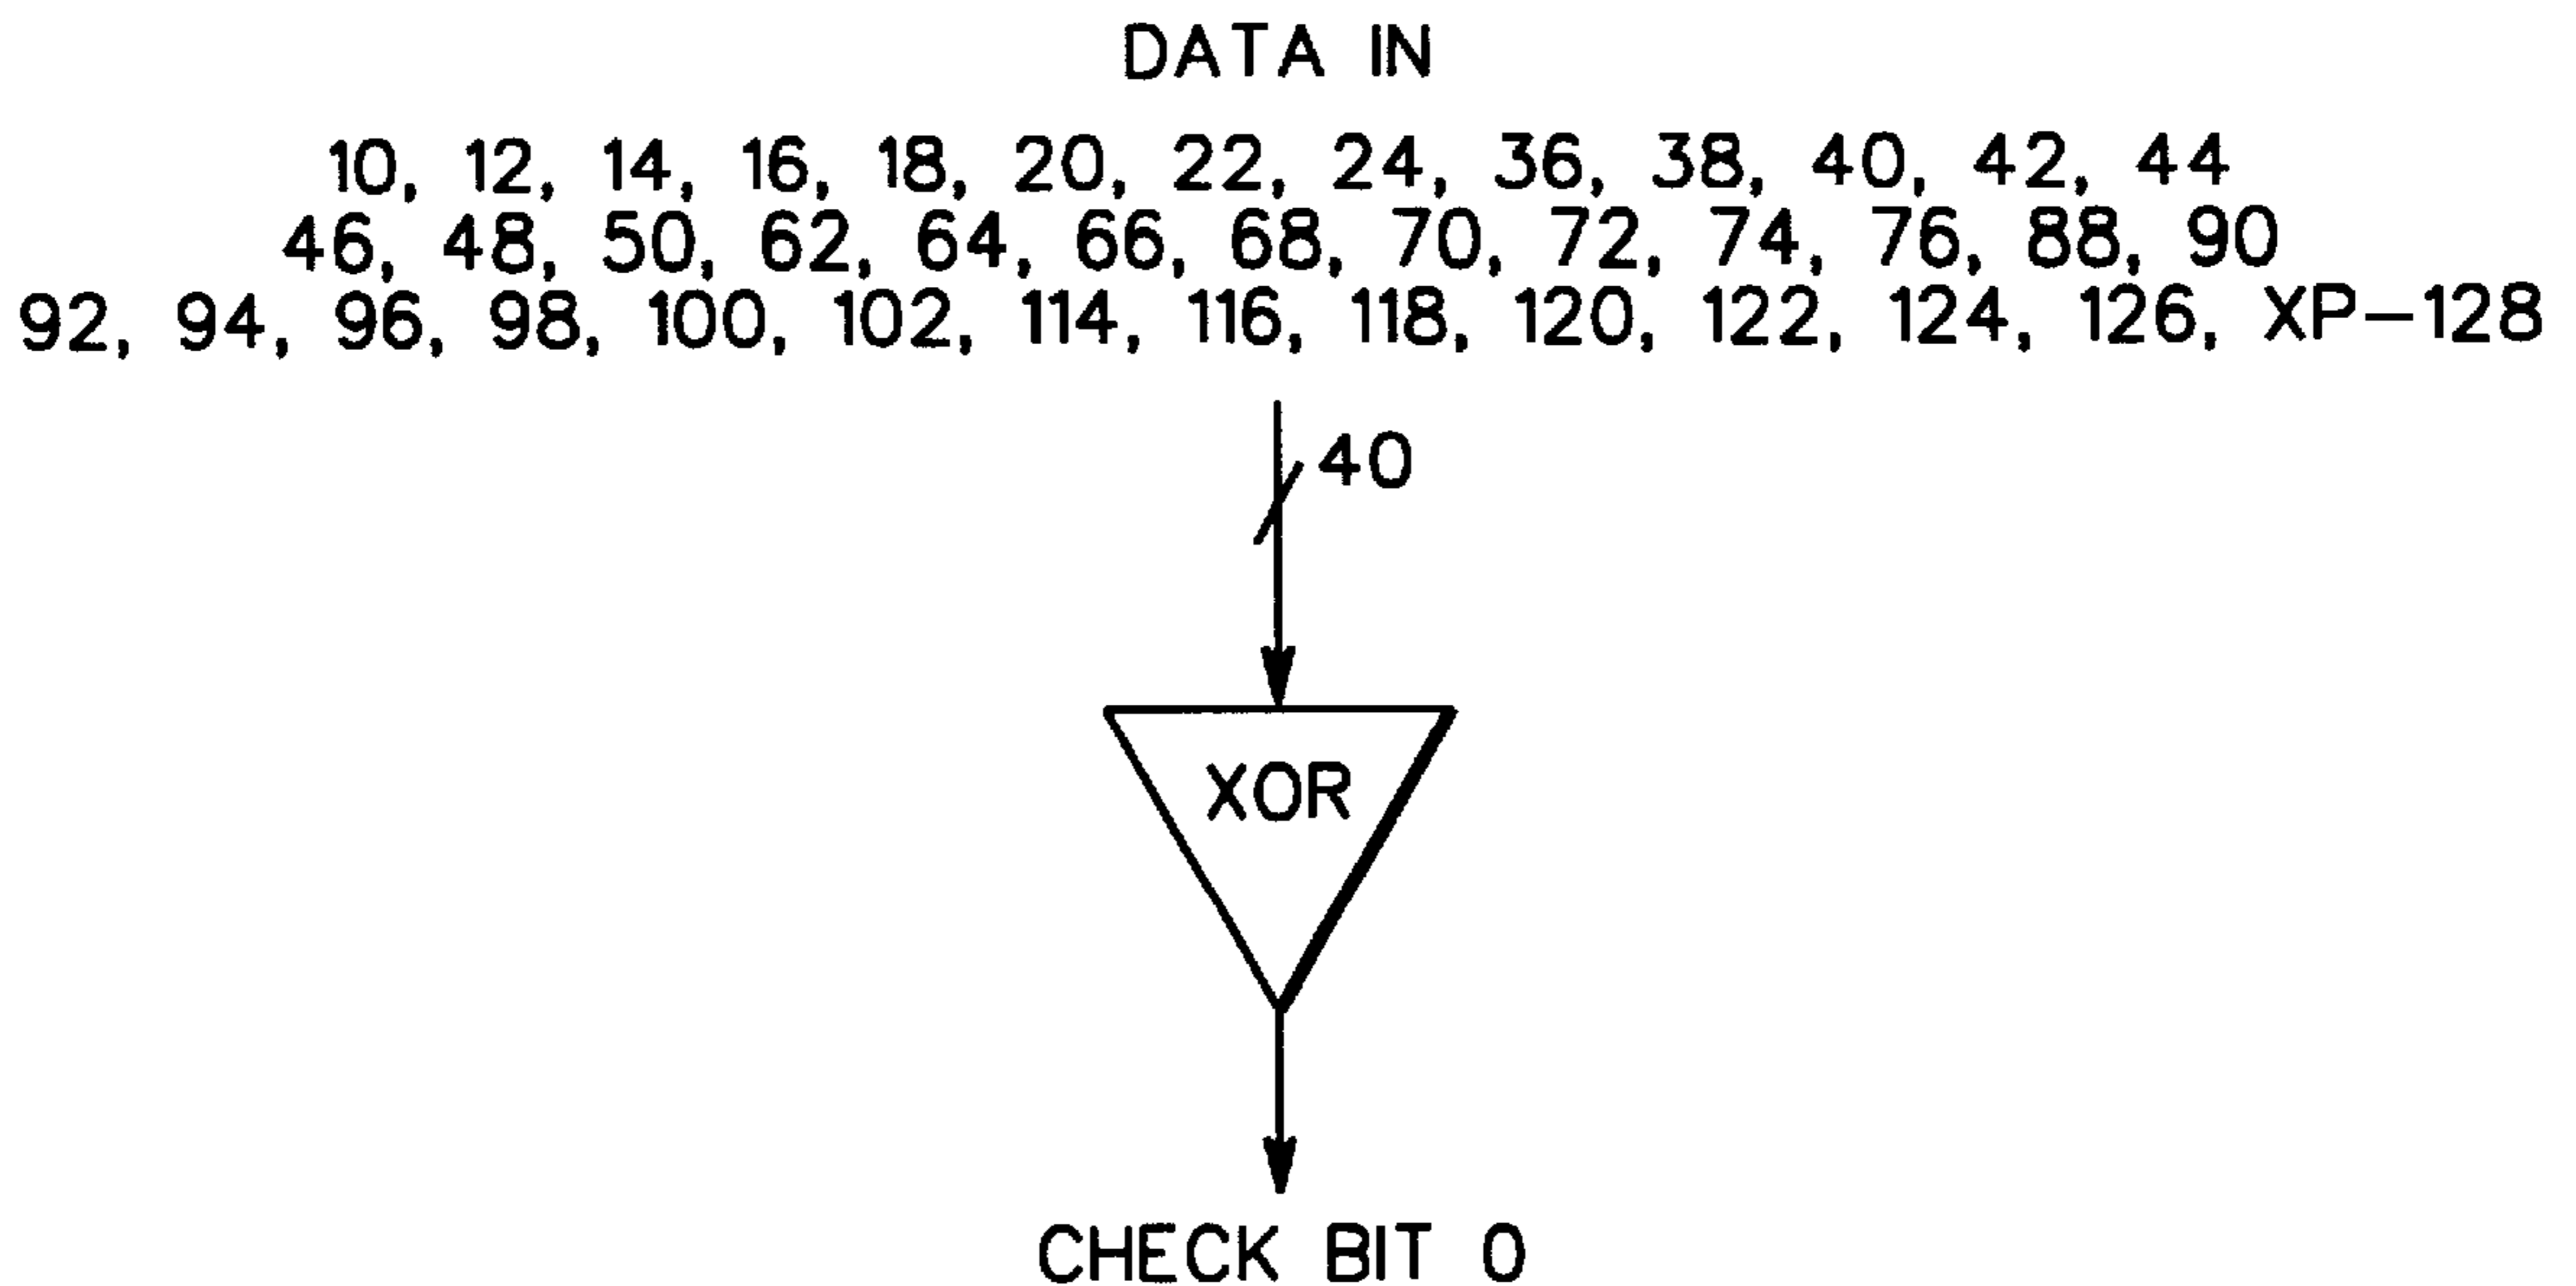 DATA IN
10, 12, 14, 16, 18, 20, 22, 24, 36, 38, 40, 42, 44
46, 48, 50, 62, 64, 66, 68, 70, 72, 74, 76, 88, 90
92, 94, 96, 98, 100, 102, 114, 116, 118, 120, 122, 124, 126, XP-128
40
XOR
CHECK BIT 0